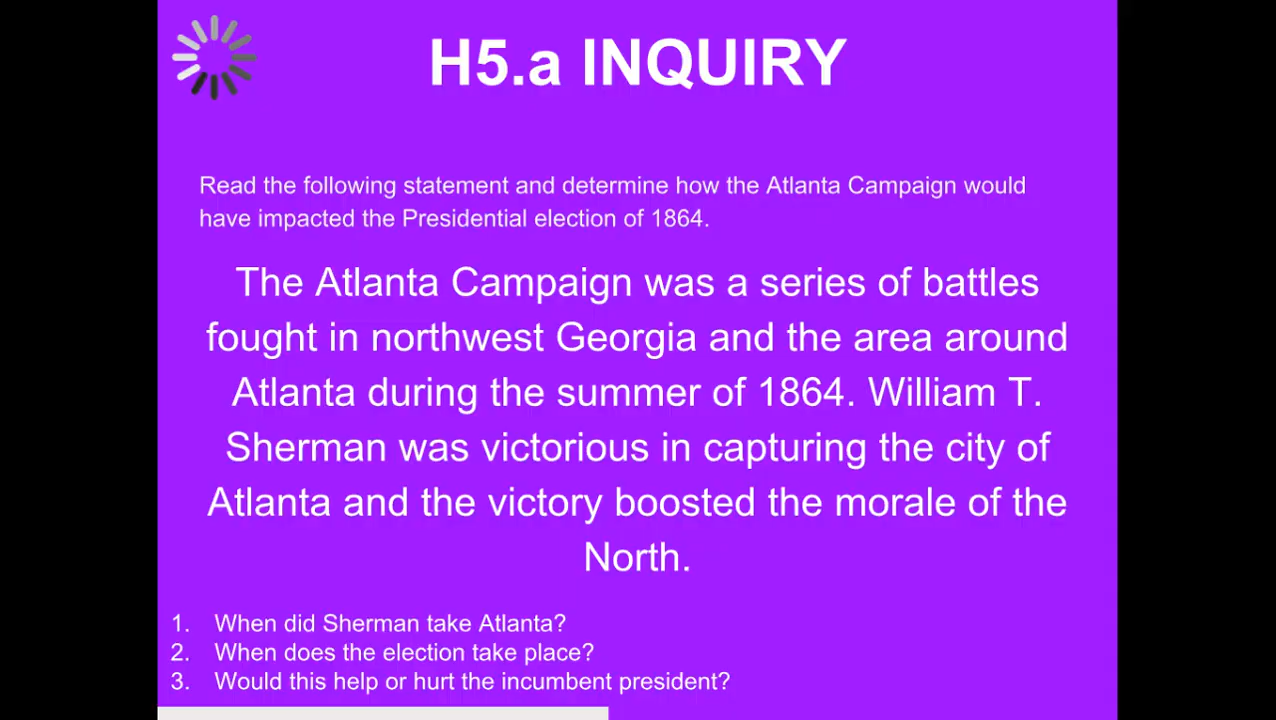 H5.a INQUIRY
Read the following statement and determine how the Atlanta Campaign would
have impacted the Presidential election of 1864.
The Atlanta Campaign was a series of battles
fought in northwest Georgia and the area around
Atlanta during the summer of 1864. William T.
Sherman was victorious in capturing the city of
Atlanta and the victory boosted the morale of the
North.
1. When did Sherman take Atlanta?
2. When does the election take place?
3. Would this help or hurt the incumbent president?